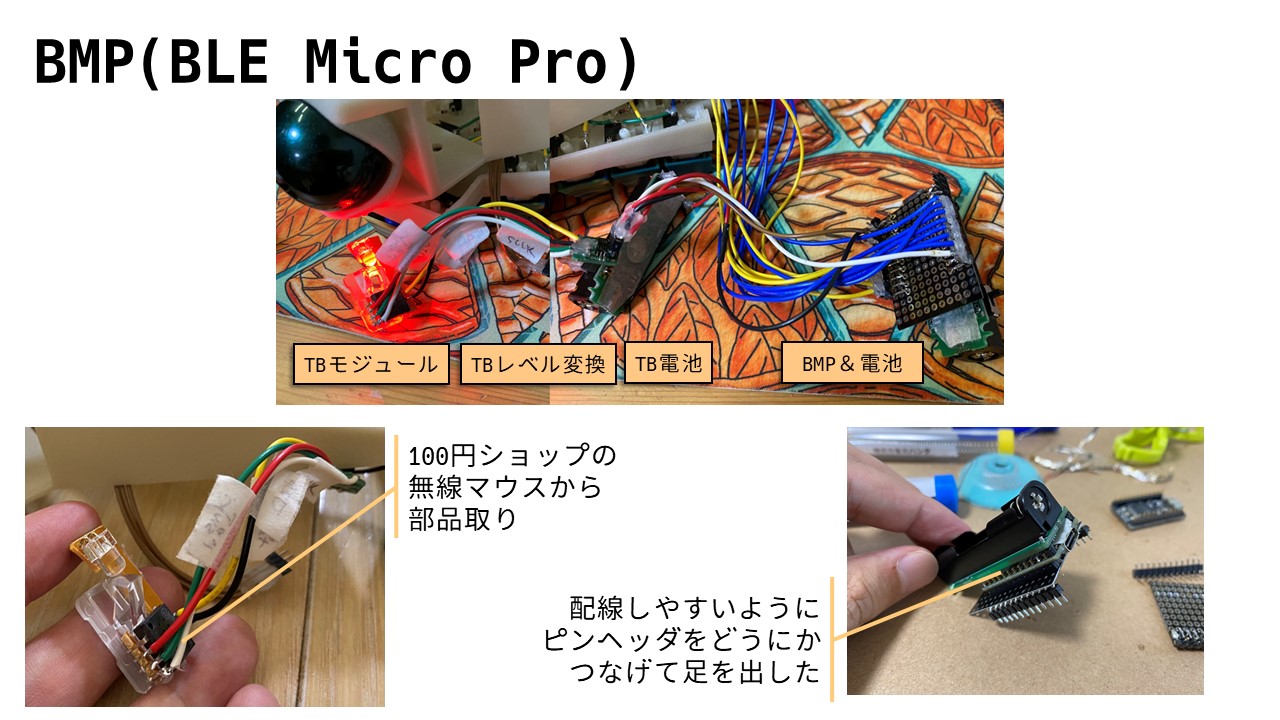 BMP(BLE Micro Pro)
TBモジュール
TBレベル変換
TB電池
BMP＆電池
100円ショップの
無線マウスから
部品取り
配線しやすいように
ピンヘッダをどうにか
つなげて足を出した